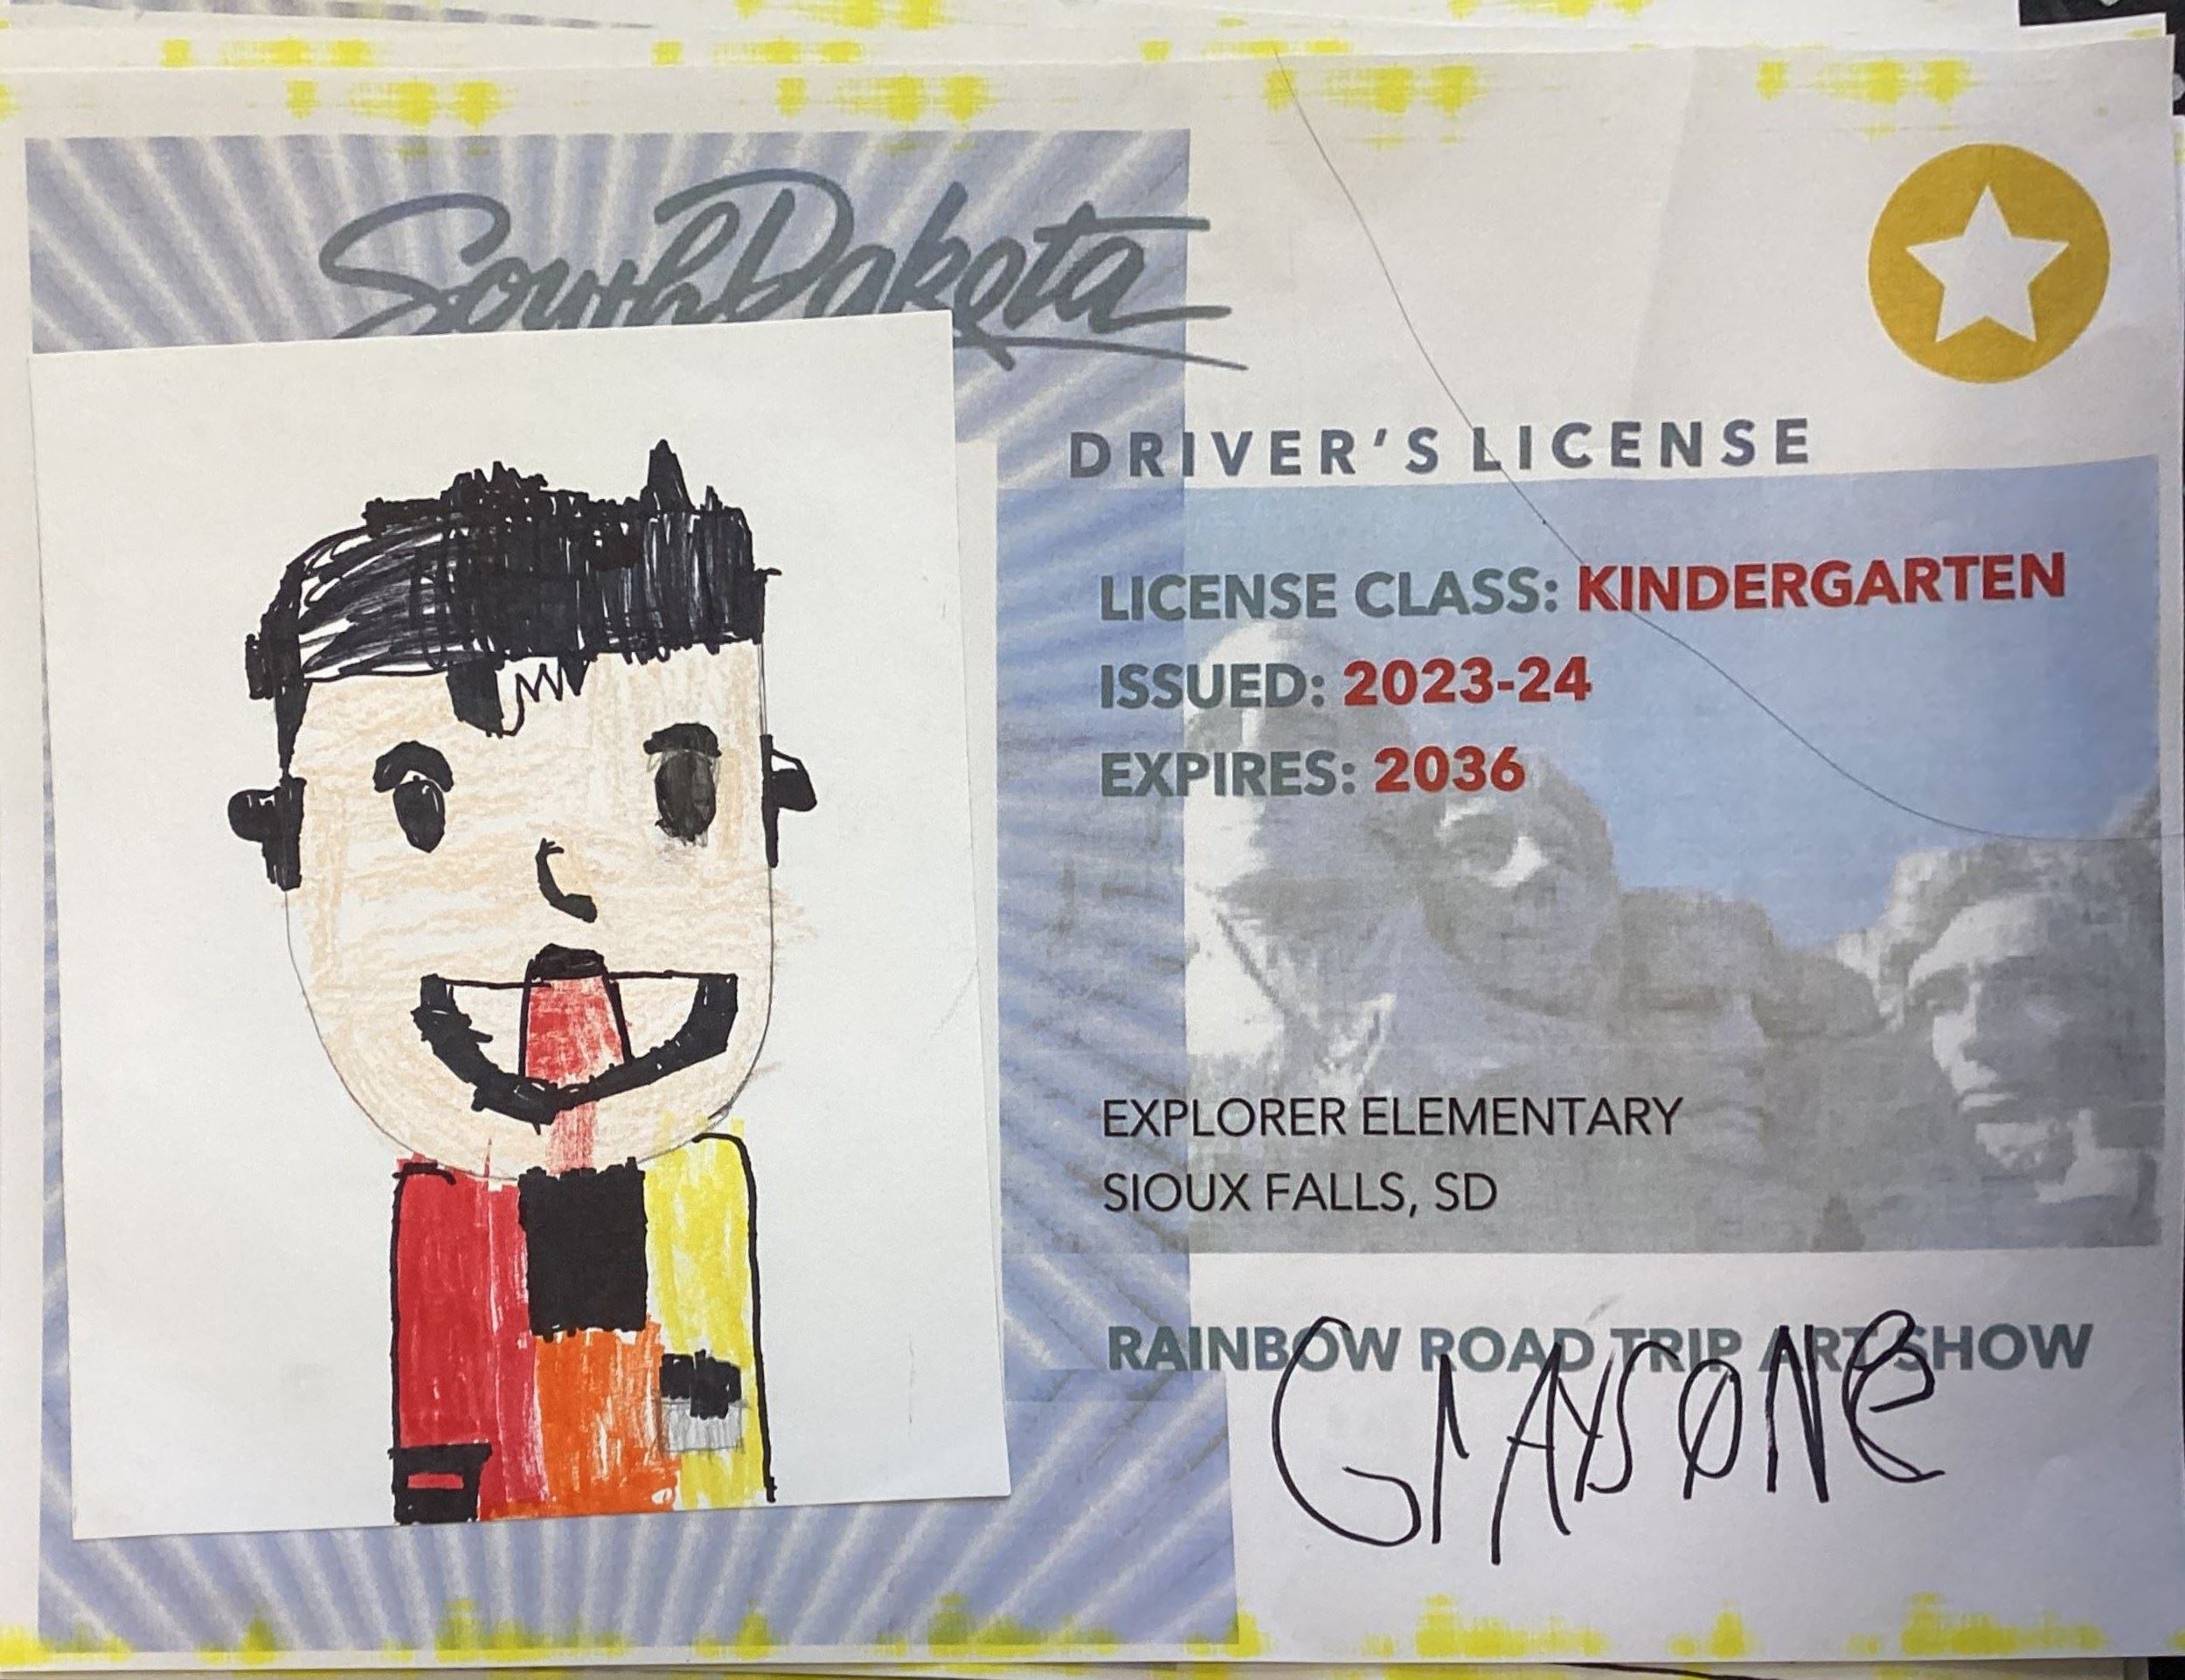 South Dakota
DRIVER'S LICENSE
LICENSE CLASS: KINDERGARTEN
ISSUED: 2023-24
EXPIRES: 2036
EXPLORER ELEMENTARY
SIOUX FALLS, SD
RAINBOW ROAD TRIP ART SHOW
GrAYSONe